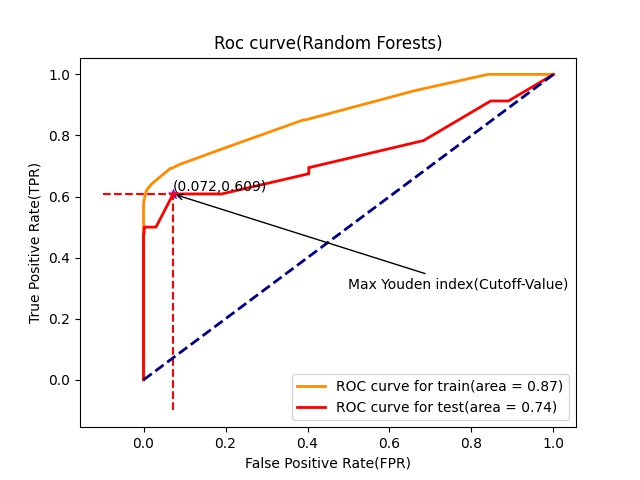 Roc curve(Random Forests)
True Positive Rate(TPR)
1.0
0.8
0.6
0.4
0.2
0.0
(0.072,0.609)
Max Youden index(Cutoff-Value)
ROC curve for train(area = 0.87)
ROC curve for test(area = 0.74)
0.0 0.2 0.4 0.6 0.8 1.0
False Positive Rate(FPR)